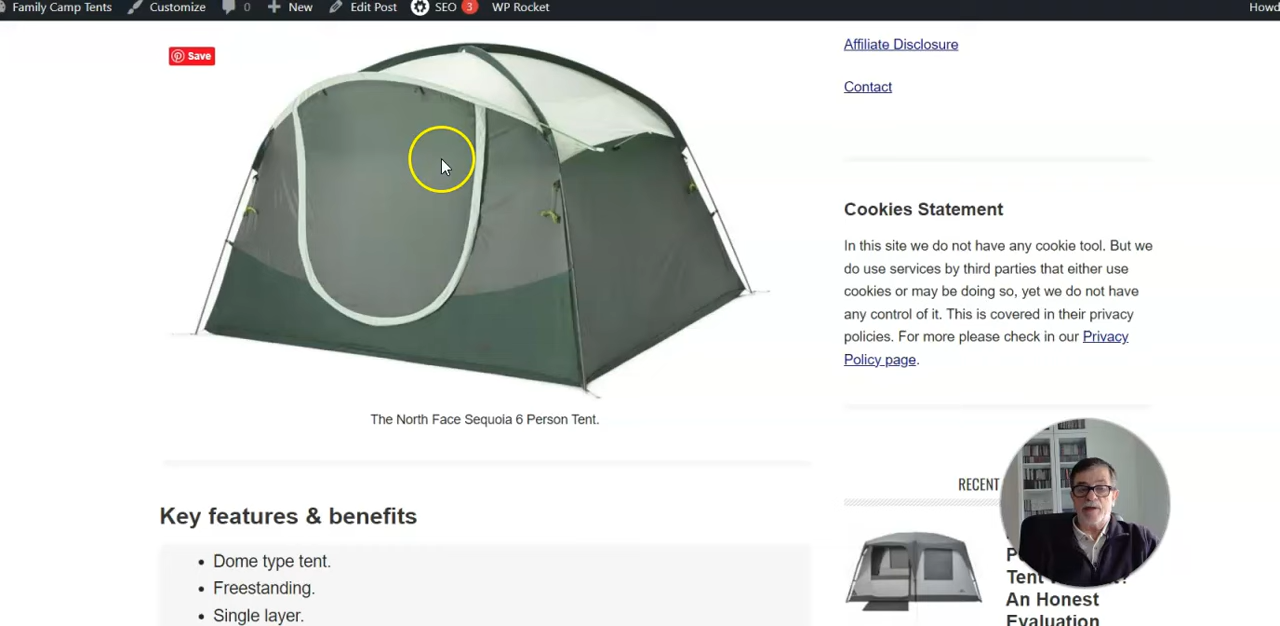 Family Camp Tents Customize 0 New Edit Post SEO 3 WP Rocket Howd
Save
The North Face Sequoia 6 Person Tent.
Key features & benefits
• Dome type tent.
• Freestanding.
• Single layer.
Affiliate Disclosure
Contact
Cookies Statement
In this site we do not have any cookie tool. But we
do use services by third parties that either use
cookies or may be doing so, yet we do not have
any control of it. This is covered in their privacy
policies. For more please check in our Privacy
Policy page.
RECENT
Tent
An Honest
Evaluation